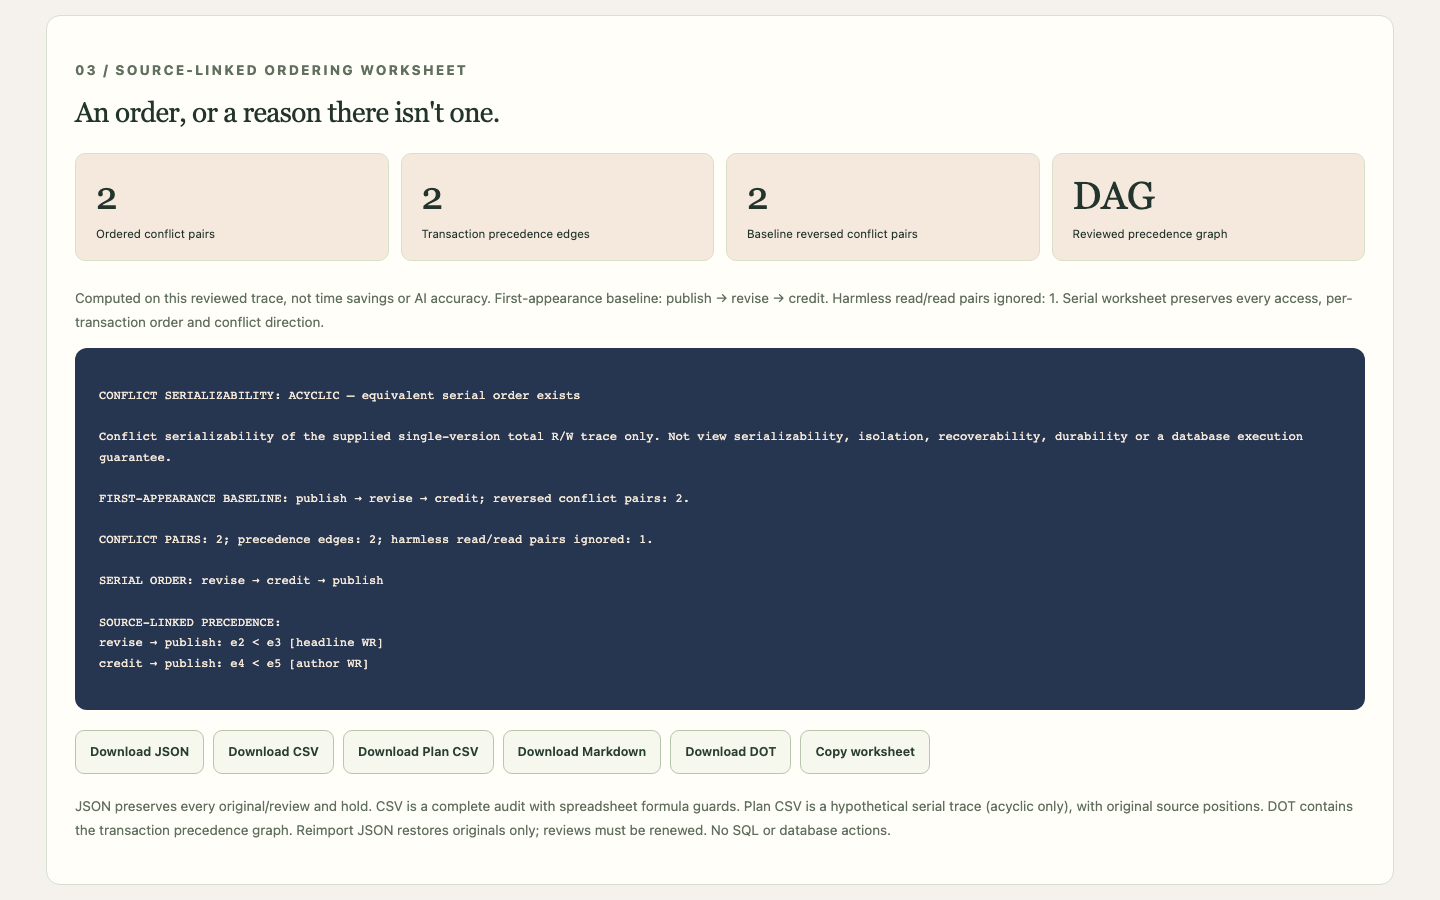 03 / SOURCE-LINKED ORDERING WORKSHEET
An order, or a reason there isn't one.
2
Ordered conflict pairs
2
Transaction precedence edges
2
Baseline reversed conflict pairs
DAG
Reviewed precedence graph
Computed on this reviewed trace, not time savings or AI accuracy. First-appearance baseline: publish → revise → credit. Harmless read/read pairs ignored: 1. Serial worksheet preserves every access, per-
transaction order and conflict direction.
CONFLICT SERIALIZABILITY: ACYCLIC — equivalent serial order exists
Conflict serializability of the supplied single-version total R/W trace only. Not view serializability, isolation, recoverability, durability or a database execution
guarantee.
FIRST-APPEARANCE BASELINE: publish → revise → credit; reversed conflict pairs: 2.
CONFLICT PAIRS: 2; precedence edges: 2; harmless read/read pairs ignored: 1.
SERIAL ORDER: revise → credit → publish
SOURCE-LINKED PRECEDENCE:
revise → publish: e2 < e3 [headline WR]
credit → publish: e4 < e5 [author WR]
Download JSON
Download CSV
Download Plan CSV
Download Markdown
Download DOT
Copy worksheet
JSON preserves every original/review and hold. CSV is a complete audit with spreadsheet formula guards. Plan CSV is a hypothetical serial trace (acyclic only), with original source positions. DOT contains
the transaction precedence graph. Reimport JSON restores originals only; reviews must be renewed. No SQL or database actions.